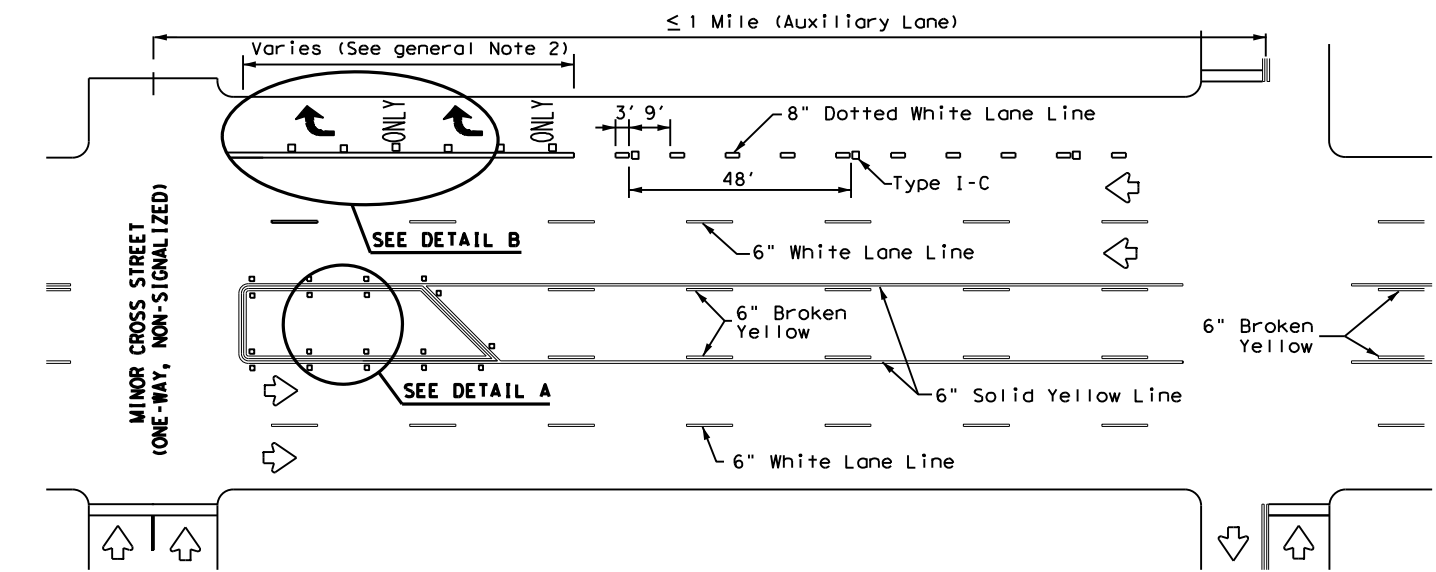 ≤ 1 Mile (Auxiliary Lane)
Varies (See general Note 2)
ONLY
ONLY
3' 9'
8" Dotted White Lane Line
48'
Type I-C
SEE DETAIL B
6" White Lane Line
MINOR CROSS STREET
(ONE-WAY, NON-SIGNALIZED)
6" Broken
Yellow
6" Broken
Yellow
SEE DETAIL A
6" Solid Yellow Line
6" White Lane Line